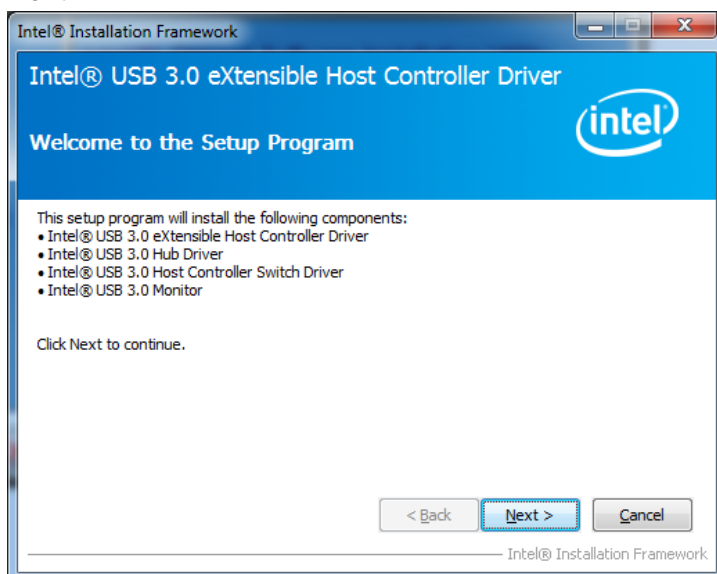 Intel® Installation Framework
Intel® USB 3.0 eXtensible Host Controller Driver
Welcome to the Setup Program
(intel)
This setup program will install the following components:
• Intel® USB 3.0 eXtensible Host Controller Driver
• Intel® USB 3.0 Hub Driver
• Intel® USB 3.0 Host Controller Switch Driver
• Intel® USB 3.0 Monitor
Click Next to continue.
< Back Next > Cancel
Intel® Installation Framework